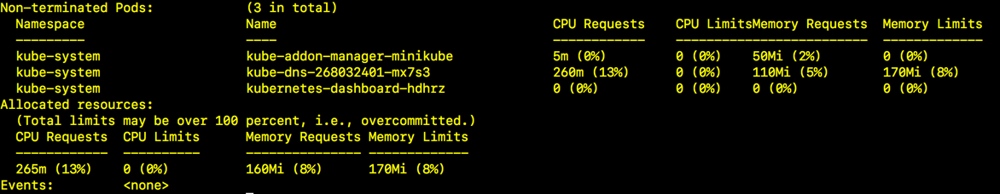 Non-terminated Pods: (3 in total)
Namespace Name CPU Requests CPU LimitsMemory Requests Memory Limits
--------- ---- ------------ ------------------------- -------------
kube-system kube-addon-manager-minikube 5m (0%) 0 (0%) 50Mi (2%) 0 (0%)
kube-system kube-dns-268032401-mx7s3 260m (13%) 0 (0%) 110Mi (5%) 170Mi (8%)
kube-system kubernetes-dashboard-hdhrz 0 (0%) 0 (0%) 0 (0%) 0 (0%)
Allocated resources:
(Total limits may be over 100 percent, i.e., overcommitted.)
CPU Requests CPU Limits Memory Requests Memory Limits
------------ ---------- --------------- -------------
265m (13%) 0 (0%) 160Mi (8%) 170Mi (8%)
Events: <none>